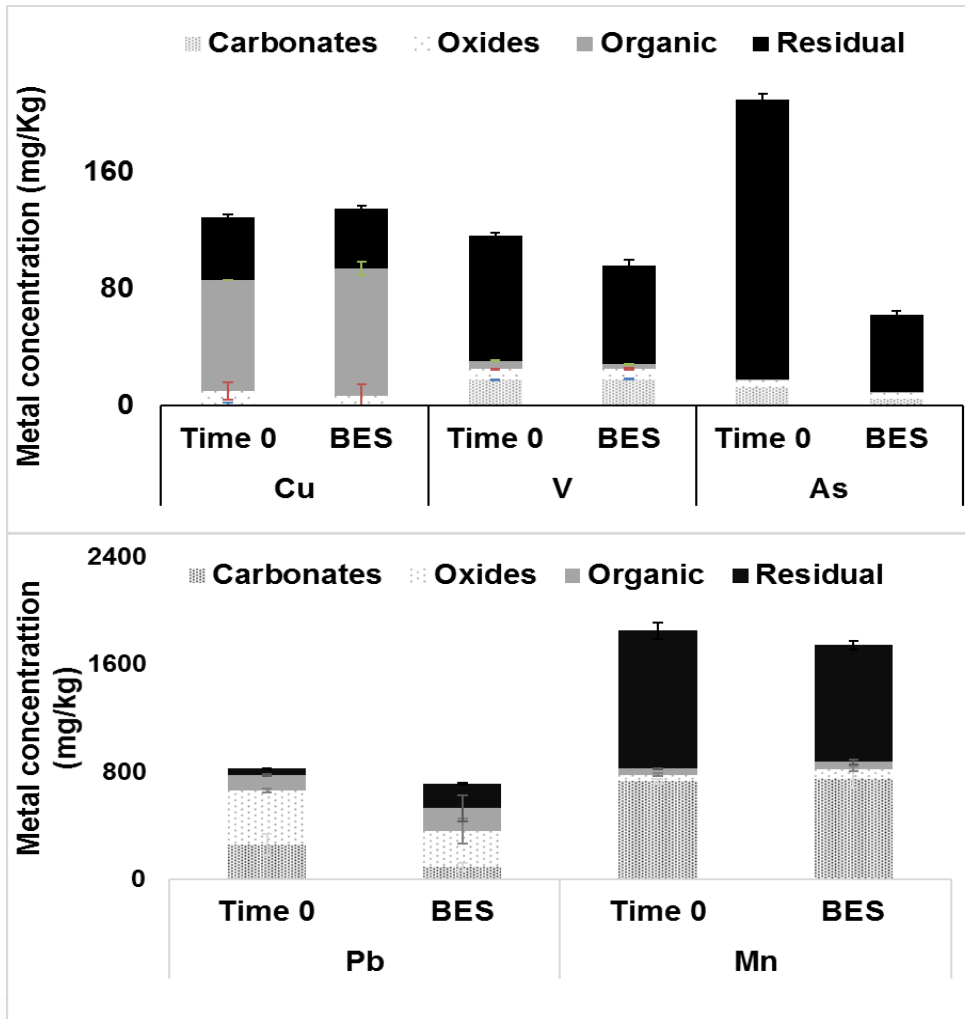 Carbonates Oxides Organic Residual
Metal concentration (mg/Kg)
160
80
0
Time 0 BES Time 0 BES Time 0 BES
Cu V As
2400
Carbonates Oxides Organic Residual
Metal concentrattion
(mg/kg)
1600
800
0
Time 0 BES Time 0 BES
Pb Mn